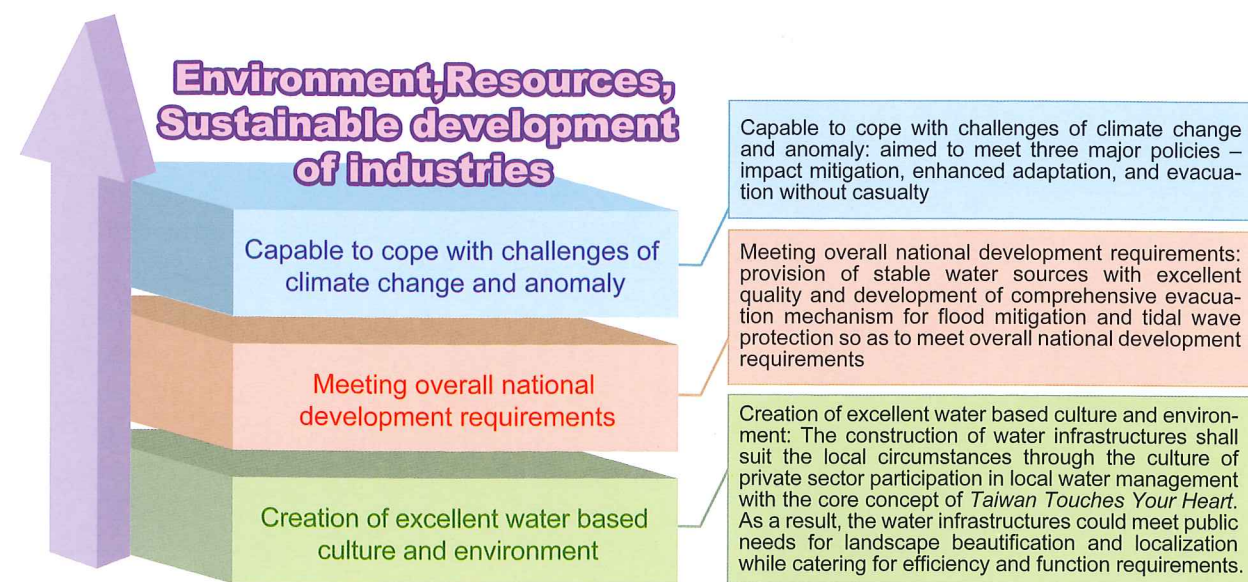 Environment,Resources,
Sustainable development
of industries
Capable to cope with challenges of
climate change and anomaly
Meeting overall national
development requirements
Creation of excellent water based
culture and environment
Capable to cope with challenges of climate change
and anomaly: aimed to meet three major policies –
impact mitigation, enhanced adaptation, and evacua-
tion without casualty
Meeting overall national development requirements:
provision of stable water sources with excellent
quality and development of comprehensive evacua-
tion mechanism for flood mitigation and tidal wave
protection so as to meet overall national development
requirements
Creation of excellent water based culture and environ-
ment: The construction of water infrastructures shall
suit the local circumstances through the culture of
private sector participation in local water management
with the core concept of Taiwan Touches Your Heart.
As a result, the water infrastructures could meet public
needs for landscape beautification and localization
while catering for efficiency and function requirements.